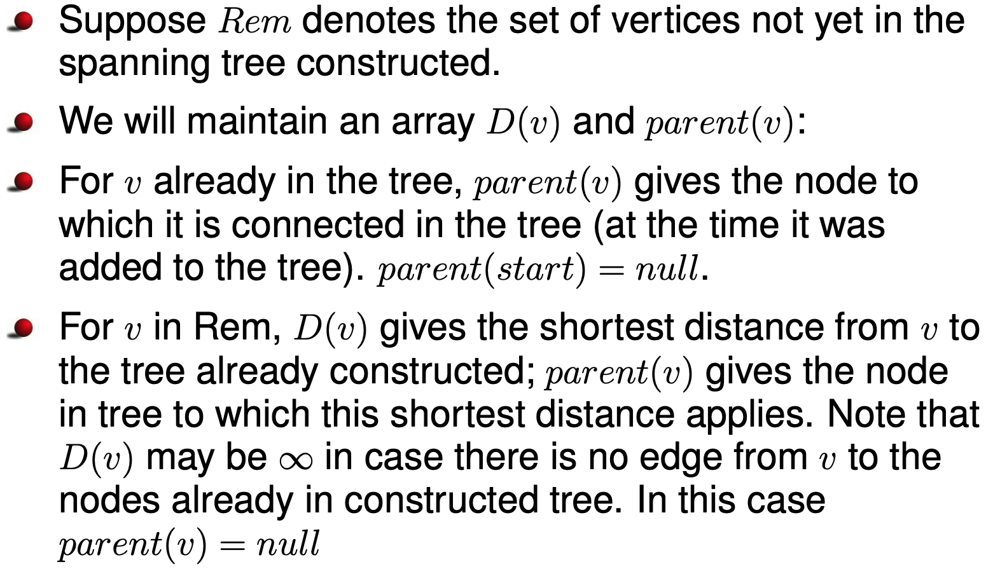 Suppose Rem denotes the set of vertices not yet in the
spanning tree constructed.
We will maintain an array D(v) and parent(v):
For v already in the tree, parent(v) gives the node to
which it is connected in the tree (at the time it was
added to the tree). parent(start) = null.
For v in Rem, D(v) gives the shortest distance from v to
the tree already constructed; parent(v) gives the node
in tree to which this shortest distance applies. Note that
D(v) may be ∞ in case there is no edge from v to the
nodes already in constructed tree. In this case
parent(v) = null